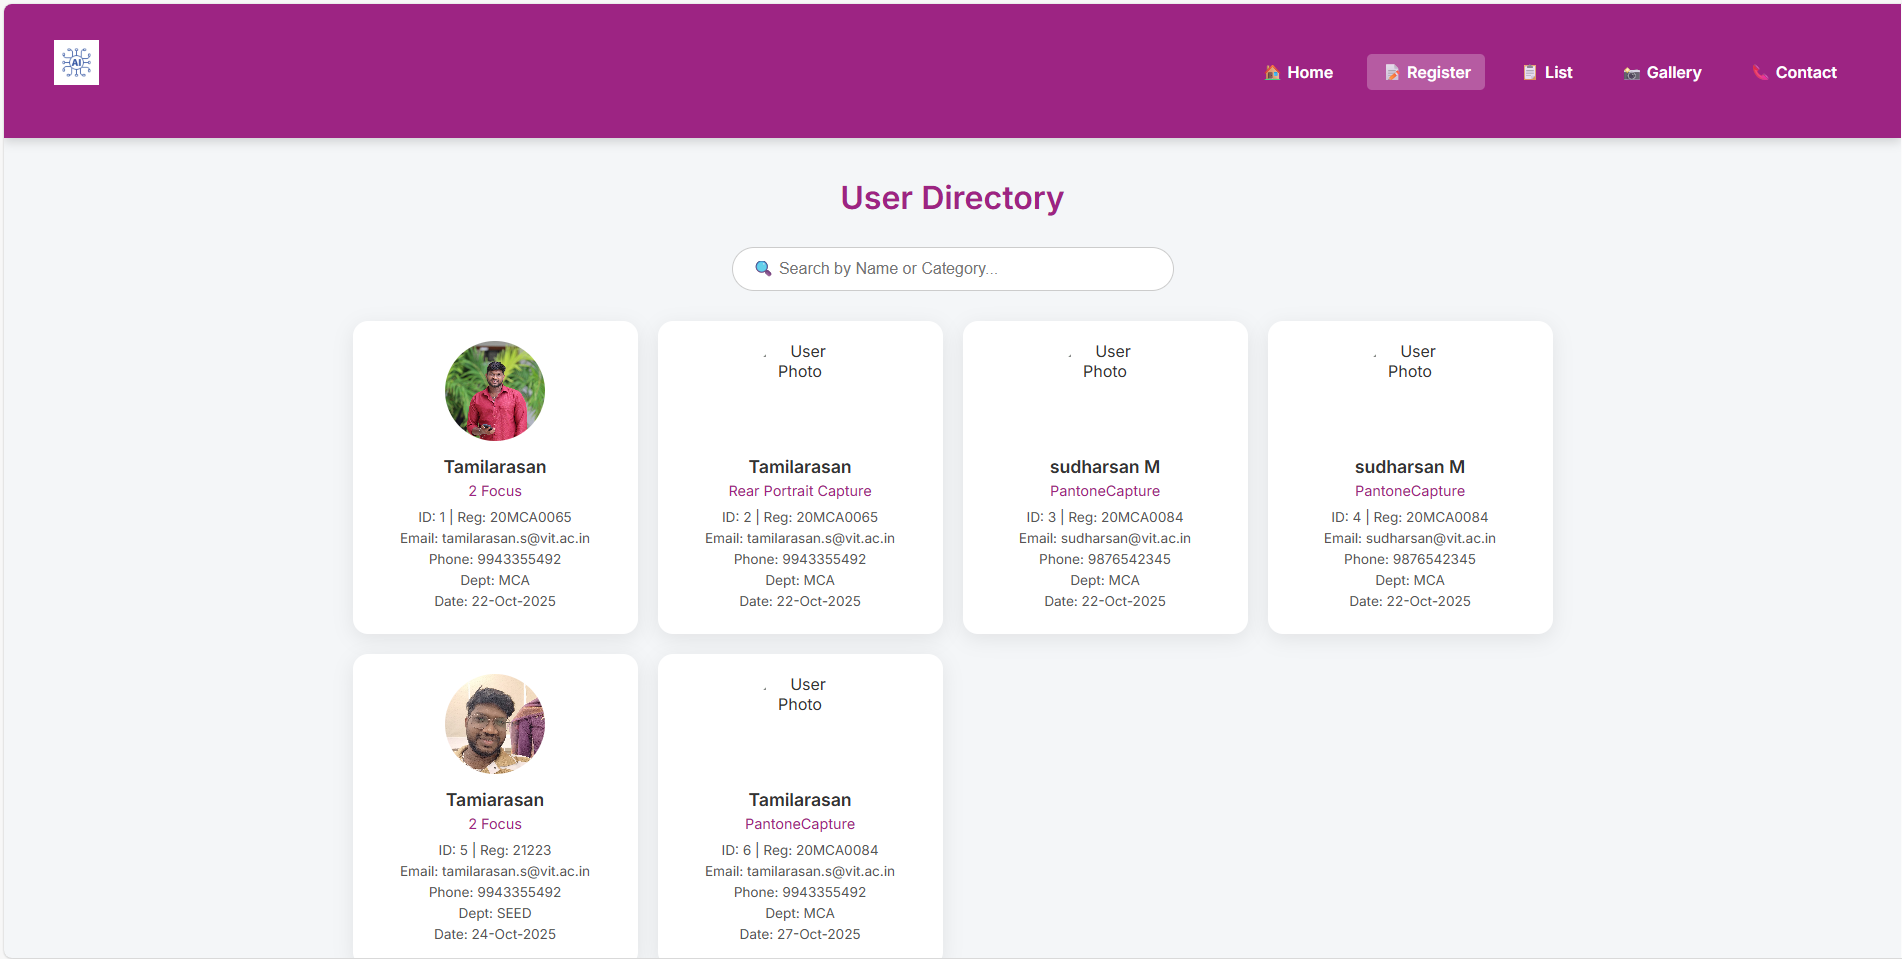 AI
🏠 Home
📝 Register
📋 List
📸 Gallery
📞 Contact
User Directory
🔍 Search by Name or Category...
Tamilarasan
2 Focus
ID: 1 | Reg: 20MCA0065
Email: tamilarasan.s@vit.ac.in
Phone: 9943355492
Dept: MCA
Date: 22-Oct-2025
User
Photo
Tamilarasan
Rear Portrait Capture
ID: 2 | Reg: 20MCA0065
Email: tamilarasan.s@vit.ac.in
Phone: 9943355492
Dept: MCA
Date: 22-Oct-2025
User
Photo
sudharsan M
PantoneCapture
ID: 3 | Reg: 20MCA0084
Email: sudharsan@vit.ac.in
Phone: 9876542345
Dept: MCA
Date: 22-Oct-2025
User
Photo
sudharsan M
PantoneCapture
ID: 4 | Reg: 20MCA0084
Email: sudharsan@vit.ac.in
Phone: 9876542345
Dept: MCA
Date: 22-Oct-2025
Tamiarasan
2 Focus
ID: 5 | Reg: 21223
Email: tamilarasan.s@vit.ac.in
Phone: 9943355492
Dept: SEED
Date: 24-Oct-2025
User
Photo
Tamilarasan
PantoneCapture
ID: 6 | Reg: 20MCA0084
Email: tamilarasan.s@vit.ac.in
Phone: 9943355492
Dept: MCA
Date: 27-Oct-2025